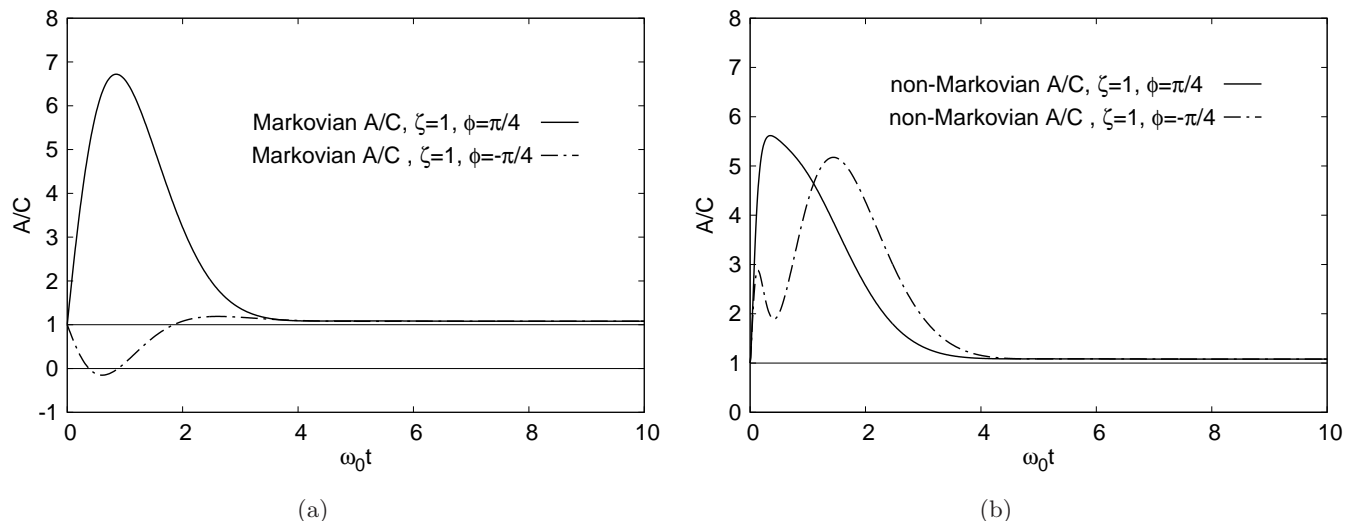 8
7
6
5
4
3
2
1
0
-1
A/C
Markovian A/C, ζ=1, ϕ=π/4
Markovian A/C , ζ=1, ϕ=-π/4
0 2 4 6 8 10
ω₀t
(a)
8
7
6
5
4
3
2
1
0
A/C
non-Markovian A/C, ζ=1, ϕ=π/4
non-Markovian A/C , ζ=1, ϕ=-π/4
0 2 4 6 8 10
ω₀t
(b)